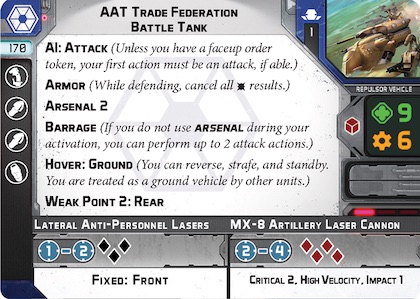 AAT Trade Federation
Battle Tank
1
170
AI: Attack (Unless you have a faceup order
token, your first action must be an attack, if able.)
Armor (While defending, cancel all results.)
Arsenal 2
Barrage (If you do not use arsenal during your
activation, you can perform up to 2 attack actions.)
Hover: Ground (You can reverse, strafe, and standby.
You are treated as a ground vehicle by other units.)
Weak Point 2: Rear
Repulsor Vehicle
9
6
Lateral Anti-Personnel Lasers
1-2
Fixed: Front
MX-8 Artillery Laser Cannon
2-4
Critical 2, High Velocity, Impact 1